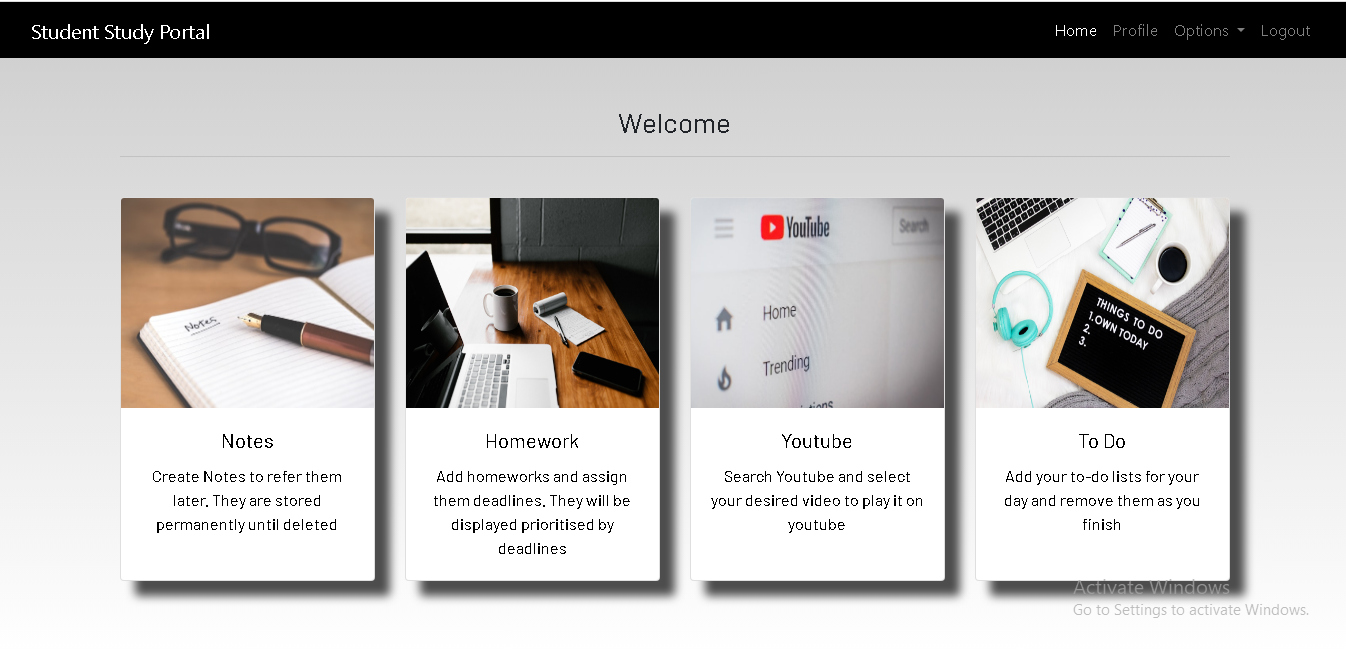 Student Study Portal
Home Profile Options Logout
Welcome
Notes
YouTube
Search
Home
Trending
THINGS TO DO
1.OWN TODAY
2.
3.
Notes
Create Notes to refer them
later. They are stored
permanently until deleted
Homework
Add homeworks and assign
them deadlines. They will be
displayed prioritised by
deadlines
Youtube
Search Youtube and select
your desired video to play it on
youtube
To Do
Add your to-do lists for your
day and remove them as you
finish
Activate Windows
Go to Settings to activate Windows.